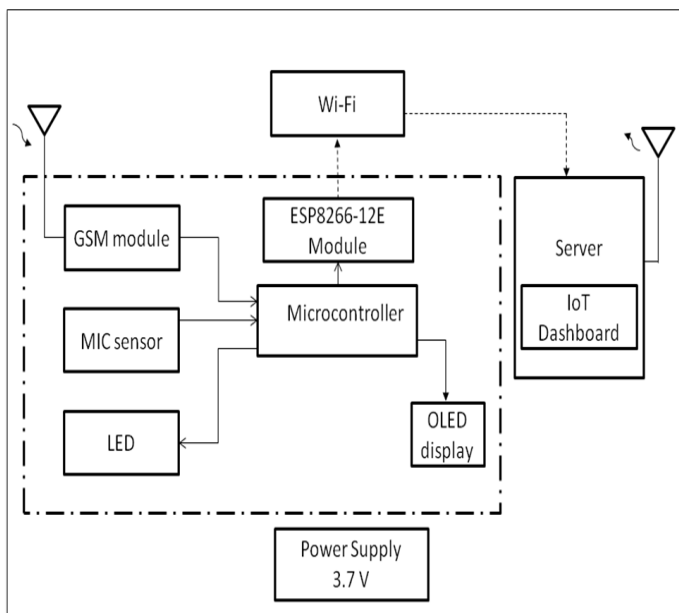 Wi-Fi
ESP8266-12E
Module
GSM module
Server
IoT
Dashboard
Microcontroller
MIC sensor
LED
OLED
display
Power Supply
3.7 V